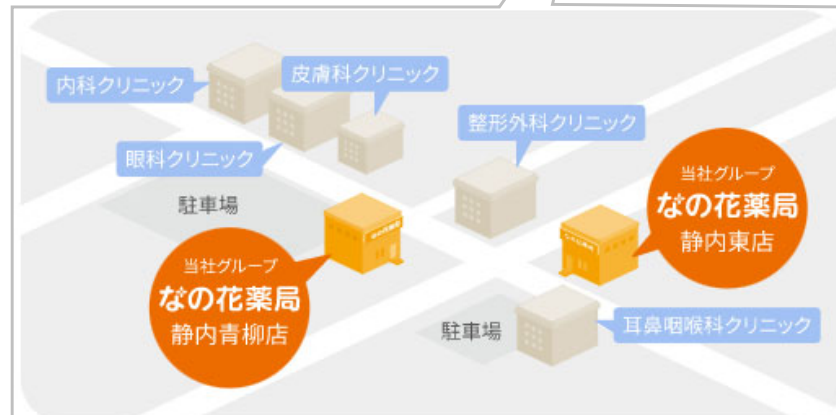 内科クリニック
皮膚科クリニック
眼科クリニック
整形外科クリニック
当社グループ
なの花薬局
静内東店
駐車場
当社グループ
なの花薬局
静内青柳店
駐車場
耳鼻咽喉科クリニック